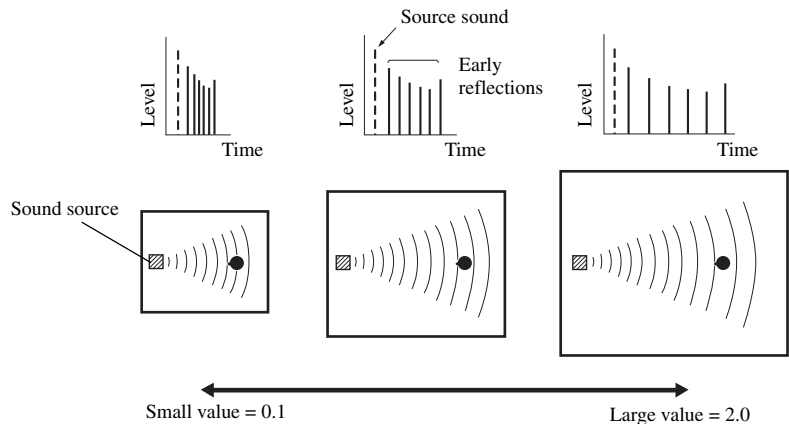 Source sound
Level
Time
Level
Early
reflections
Time
Level
Time
Sound source
Small value = 0.1
Large value = 2.0